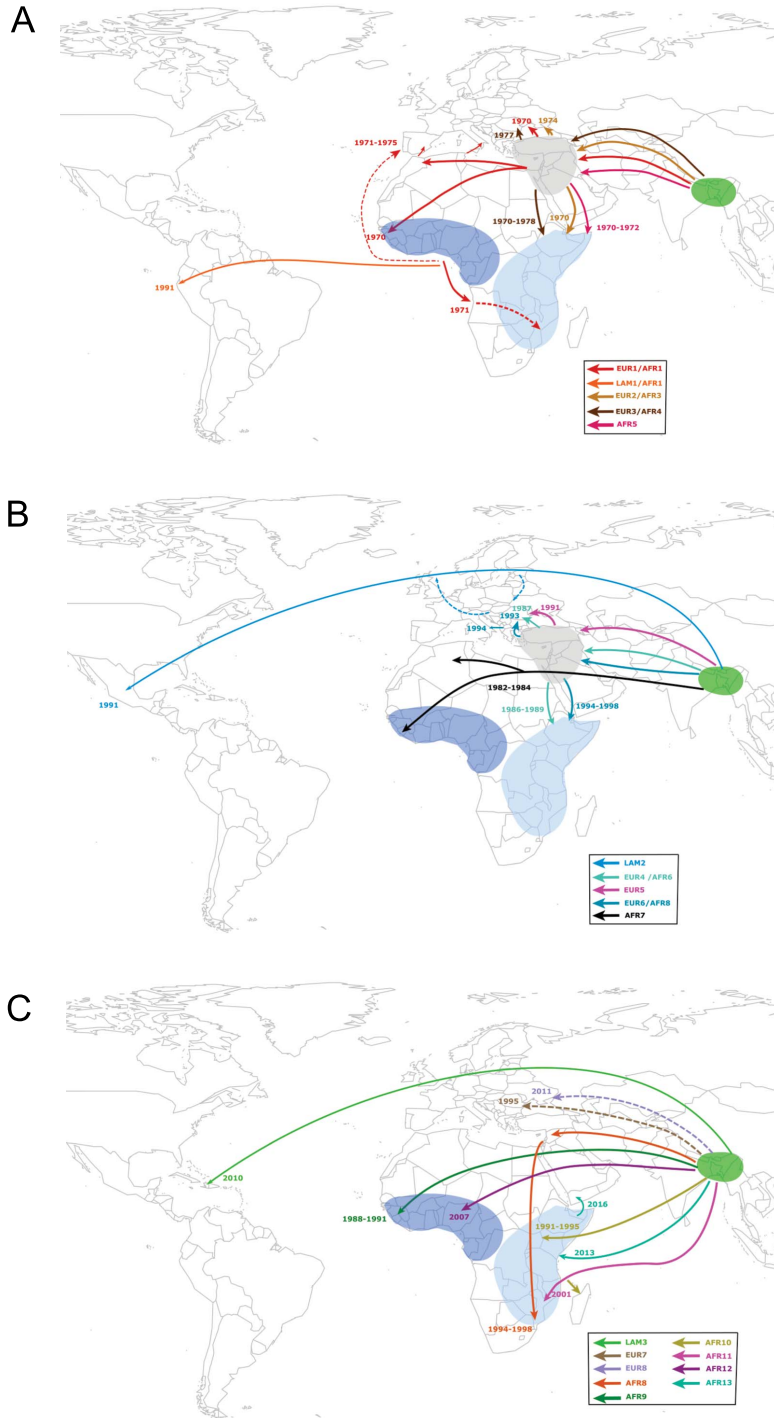 A
1970
1974
1977
1971-1975
1970-1978
1970
1970-1972
1970
1991
1971
EUR1/AFR1
LAM1/AFR1
EUR2/AFR3
EUR3/AFR4
AFR5
B
1987
1991
1993
1994
1982-1984
1991
1986-1989
1994-1998
LAM2
EUR4 /AFR6
EUR5
EUR6/AFR8
AFR7
C
2011
1995
2010
2016
1988-1991
2007
1991-1995
2013
2001
1994-1998
LAM3
EUR7
EUR8
AFR8
AFR9
AFR10
AFR11
AFR12
AFR13